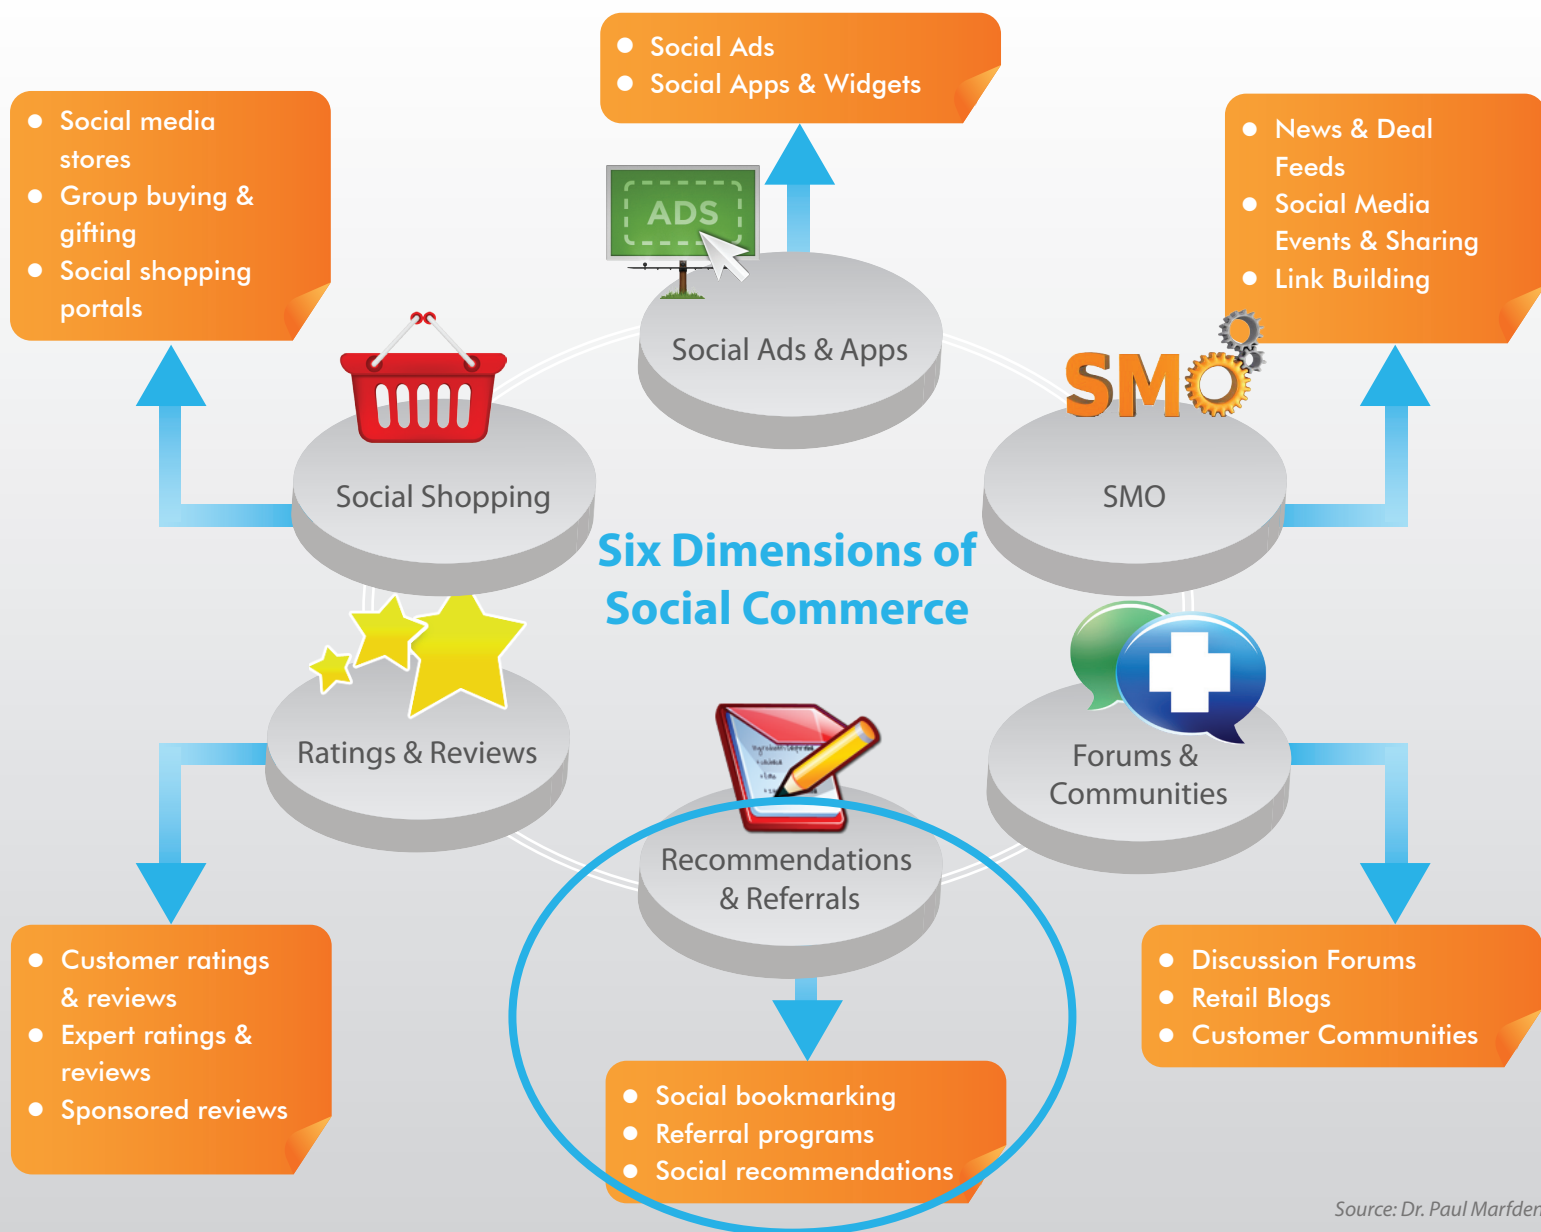 Social Ads
Social Apps & Widgets
Social media
stores
Group buying &
gifting
Social shopping
portals
News & Deal
Feeds
Social Media
Events & Sharing
Link Building
ADS
Social Ads & Apps
SMO
Social Shopping
SMO
Six Dimensions of
Social Commerce
Ratings & Reviews
Forums &
Communities
Recommendations
& Referrals
Customer ratings
& reviews
Expert ratings &
reviews
Sponsored reviews
Discussion Forums
Retail Blogs
Customer Communities
Social bookmarking
Referral programs
Social recommendations
Source: Dr. Paul Marfden